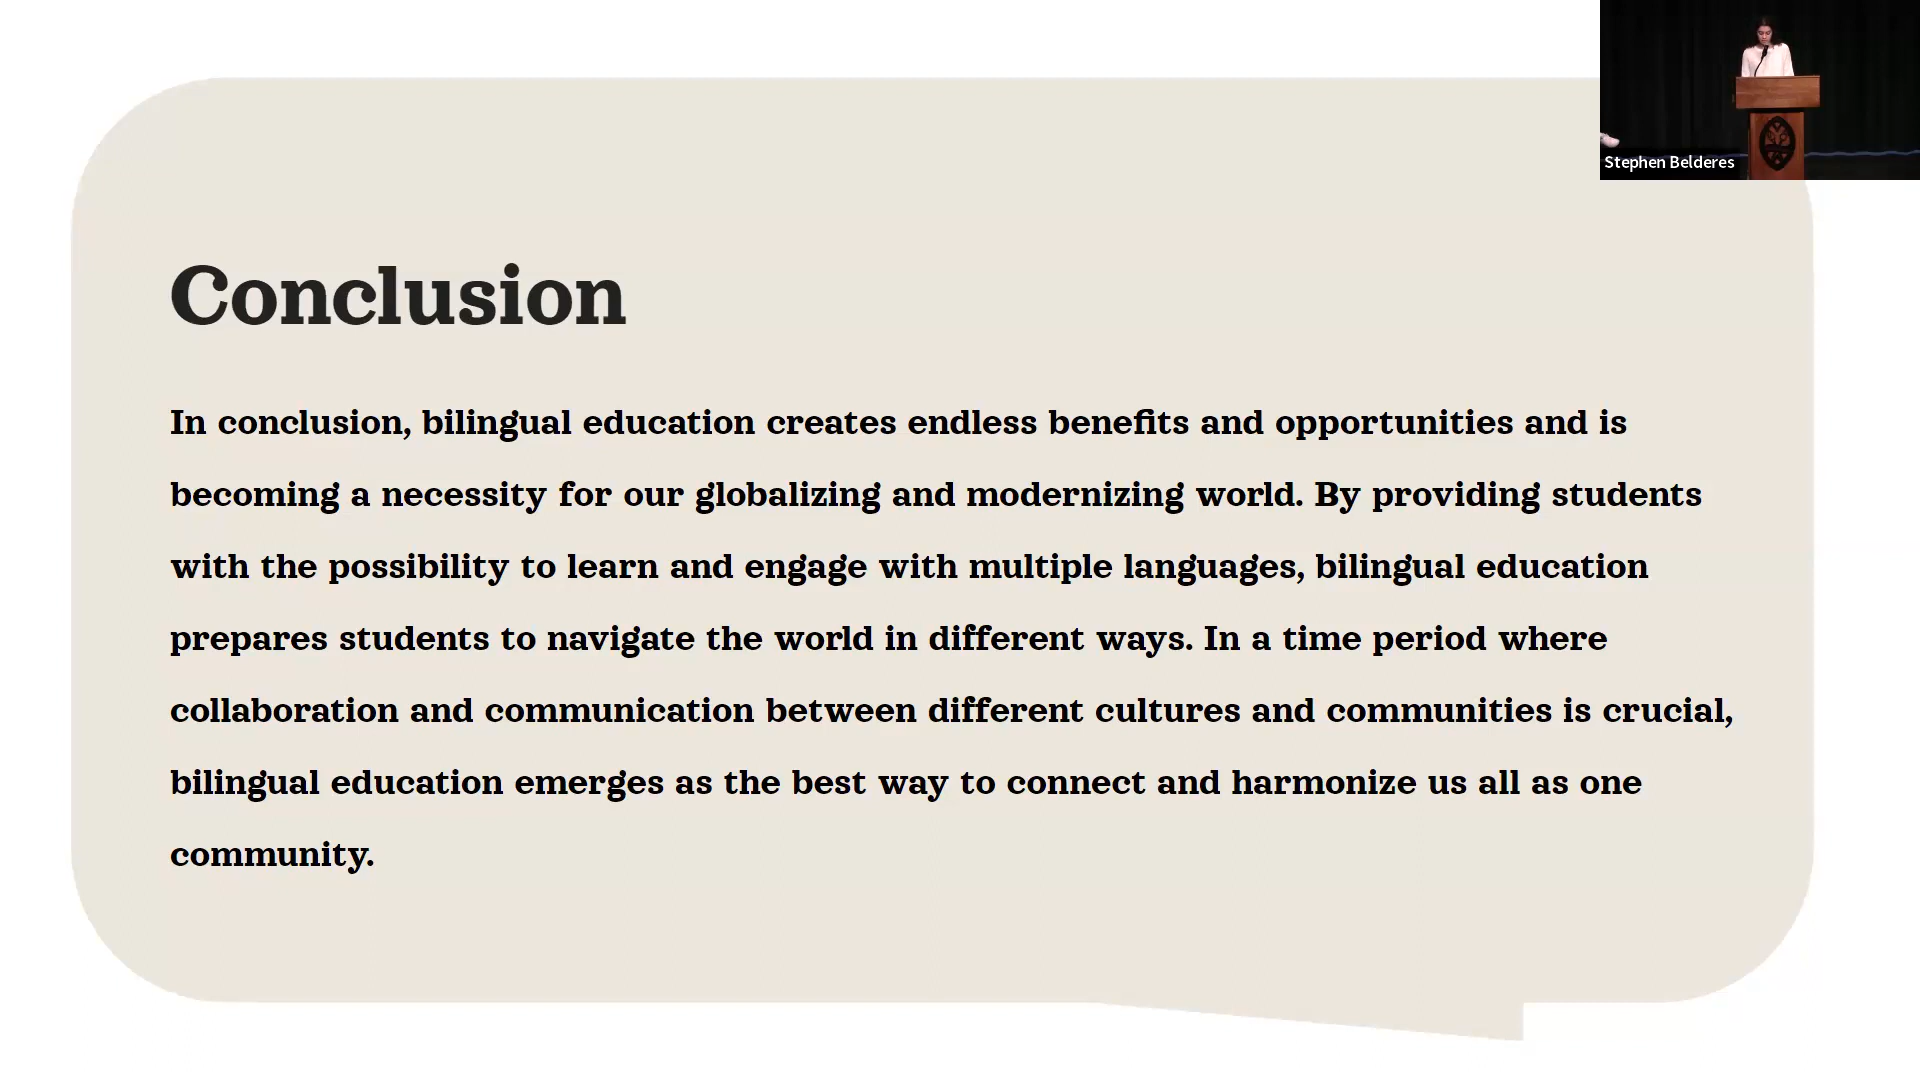 Stephen Belderes
Conclusion
In conclusion, bilingual education creates endless benefits and opportunities and is
becoming a necessity for our globalizing and modernizing world. By providing students
with the possibility to learn and engage with multiple languages, bilingual education
prepares students to navigate the world in different ways. In a time period where
collaboration and communication between different cultures and communities is crucial,
bilingual education emerges as the best way to connect and harmonize us all as one
community.